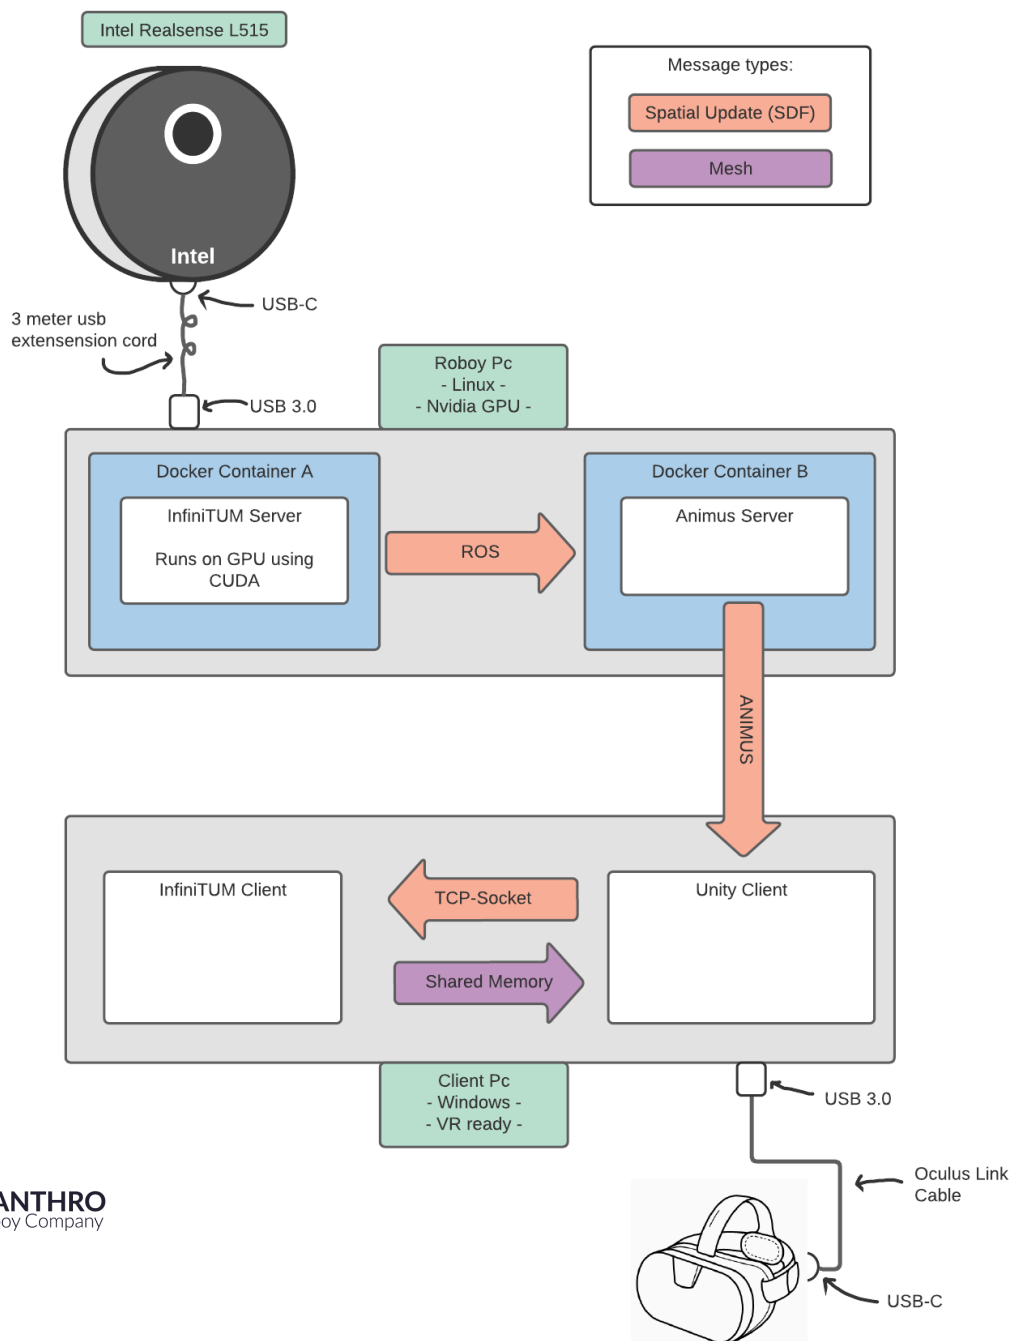 Intel Realsense L515
Message types:
Spatial Update (SDF)
Mesh
Intel
USB-C
3 meter usb
extensension cord
USB 3.0
Roboy Pc
- Linux -
- Nvidia GPU -
Docker Container A
InfiniTUM Server
Runs on GPU using
CUDA
ROS
Docker Container B
Animus Server
ANIMUS
InfiniTUM Client
TCP-Socket
Shared Memory
Unity Client
Client Pc
- Windows -
- VR ready -
USB 3.0
Oculus Link
Cable
USB-C
ANTHRO
oy Company